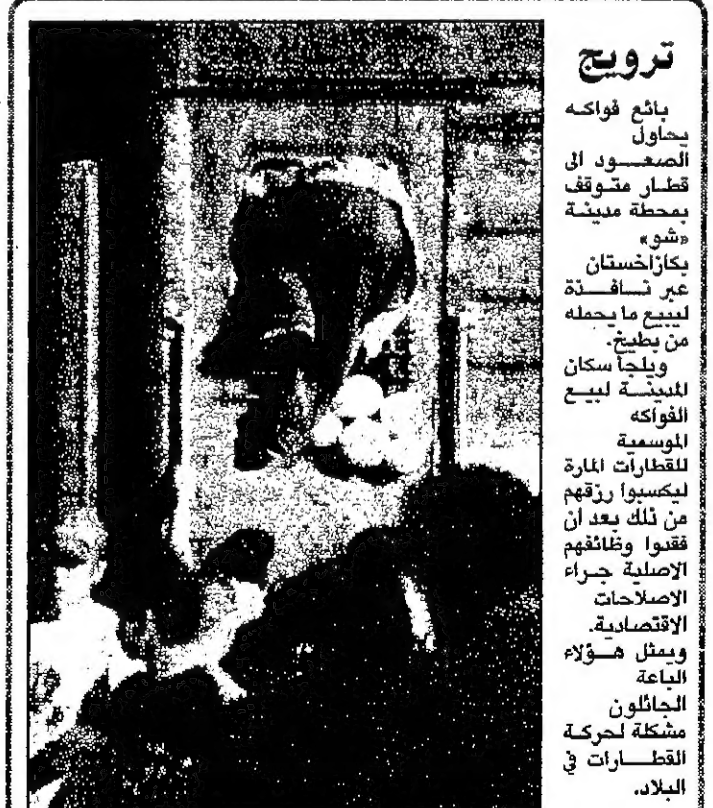 ترويج
بائع فواكه
يحاول
الصعود الى
قطار متوقف
بمحطة مدينة
«شو»
بكازاخستان
عبر نافذة
ليبيع ما يحمله
من بطيخ.
ويلجأ سكان
المدينة لبيع
الفواكه
الموسمية
للقطارات المارة
ليكسبوا رزقهم
من ذلك بعد أن
فقدوا وظائفهم
الاصلية جراء
الاصلاحات
الاقتصادية.
ويمثل هؤلاء
الباعة
الجائلون
مشكلة لحركة
القطارات في
البلاد.